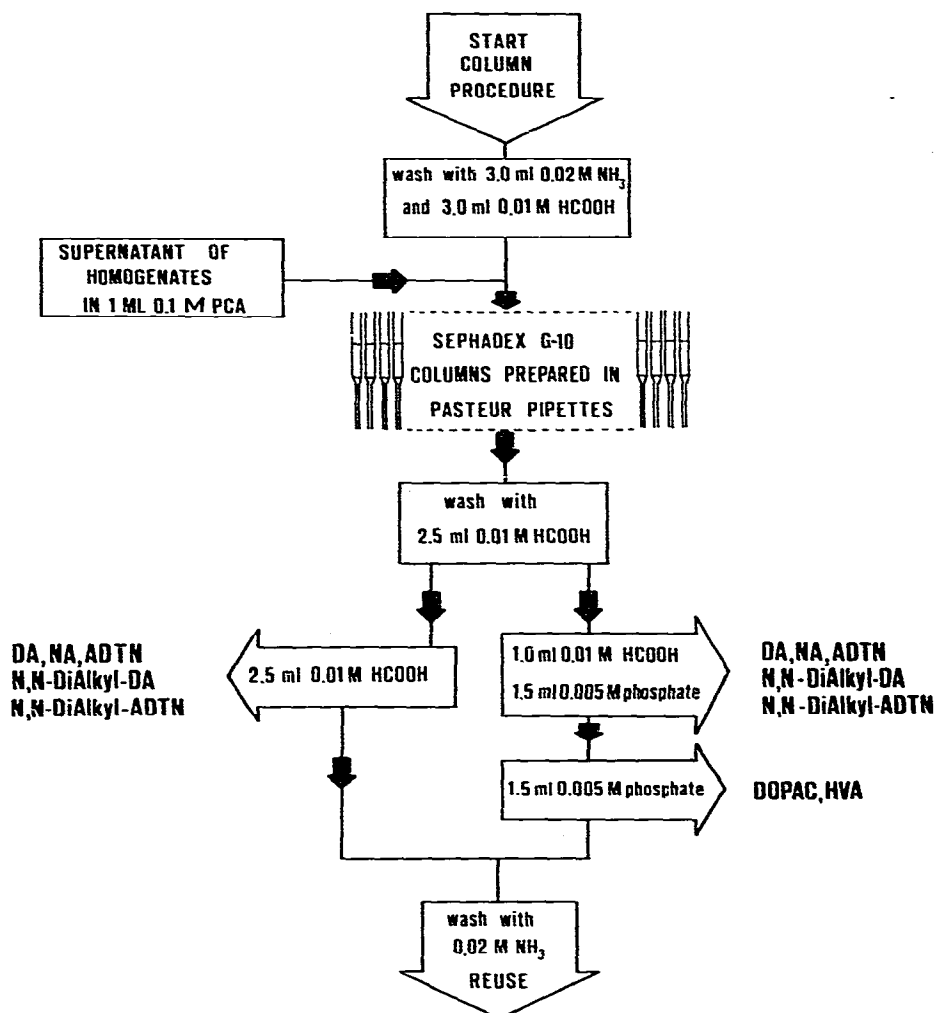 START
COLUMN
PROCEDURE
wash with 3.0 ml 0.02 M NH₃
and 3.0 ml 0.01 M HCOOH
SUPERNATANT OF
HOMOGENATES
IN 1 ML 0.1 M PCA
SEPHADEX G-10
COLUMNS PREPARED IN
PASTEUR PIPETTES
wash with
2.5 ml 0.01 M HCOOH
DA, NA, ADTN
N,N-DiAlkyl-DA
N,N-DiAlkyl-ADTN
2.5 ml 0.01 M HCOOH
1.0 ml 0.01 M HCOOH
1.5 ml 0.005 M phosphate
DA, NA, ADTN
N,N-DiAlkyl-DA
N,N-DiAlkyl-ADTN
1.5 ml 0.005 M phosphate
DOPAC, HVA
wash with
0.02 M NH₃
REUSE